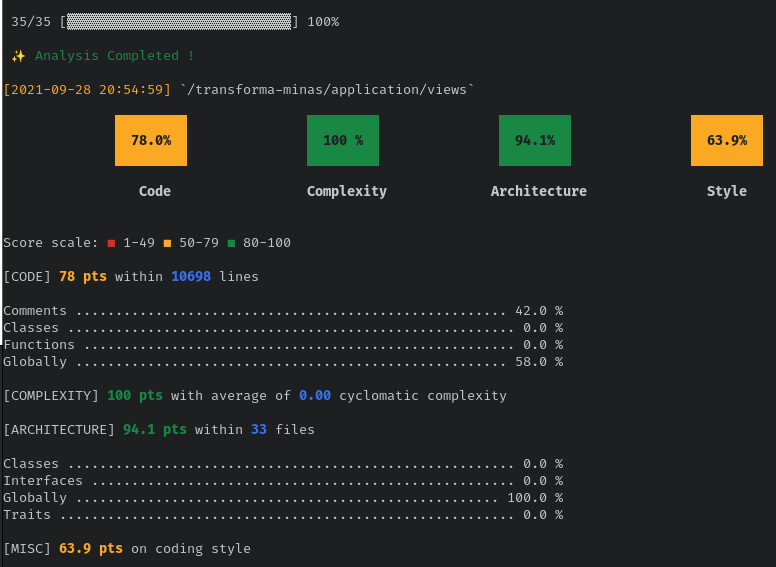 35/35 [▓▓▓▓▓▓▓▓▓▓▓▓▓▓▓▓▓▓▓▓▓▓▓▓▓▓▓▓] 100%
✨ Analysis Completed !
[2021-09-28 20:54:59] `/transforma-minas/application/views`
78.0% 100 % 94.1% 63.9%
Code Complexity Architecture Style
Score scale: ■ 1-49 ■ 50-79 ■ 80-100
[CODE] 78 pts within 10698 lines
Comments ...................................................... 42.0 %
Classes ........................................................ 0.0 %
Functions ...................................................... 0.0 %
Globally ...................................................... 58.0 %
[COMPLEXITY] 100 pts with average of 0.00 cyclomatic complexity
[ARCHITECTURE] 94.1 pts within 33 files
Classes ........................................................ 0.0 %
Interfaces ..................................................... 0.0 %
Globally ..................................................... 100.0 %
Traits ......................................................... 0.0 %
[MISC] 63.9 pts on coding style